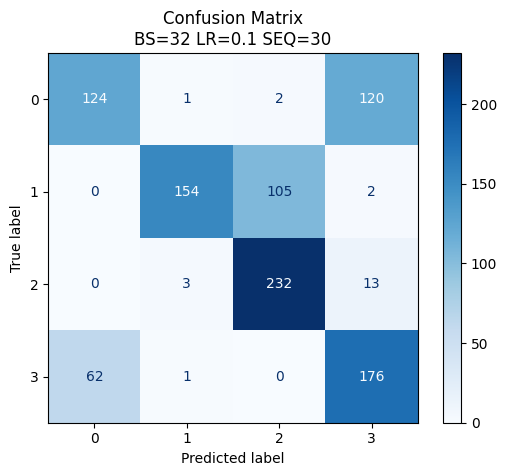 Confusion Matrix
BS=32 LR=0.1 SEQ=30
0 124 1 2 120
1 0 154 105 2
2 0 3 232 13
3 62 1 0 176
0 1 2 3
Predicted label
True label
200
150
100
50
0